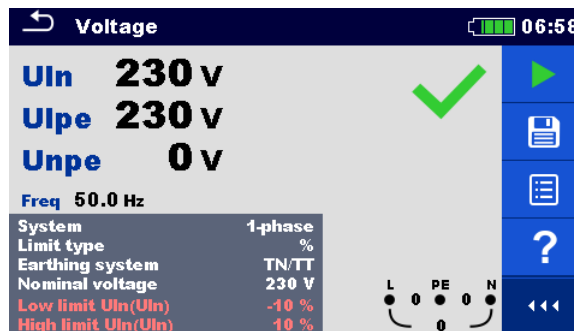 Voltage 06:58
Uln 230 V
Ulpe 230 V
Unpe 0 V
Freq 50.0 Hz
System 1-phase
Limit type %
Earthing system TN/TT
Nominal voltage 230 V
Low limit Uln(Uln) -10 %
High limit Uln(Uln) 10 %
?
L PE N
0 0
0